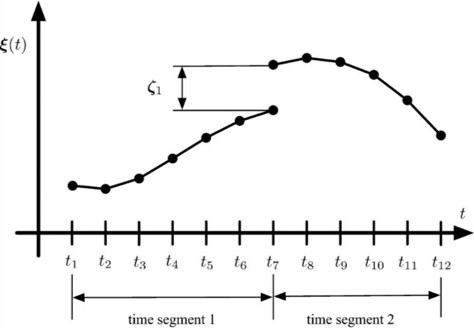 ξ(t)
ζ₁
t
t₁ t₂ t₃ t₄ t₅ t₆ t₇ t₈ t₉ t₁₀ t₁₁ t₁₂
time segment 1 time segment 2